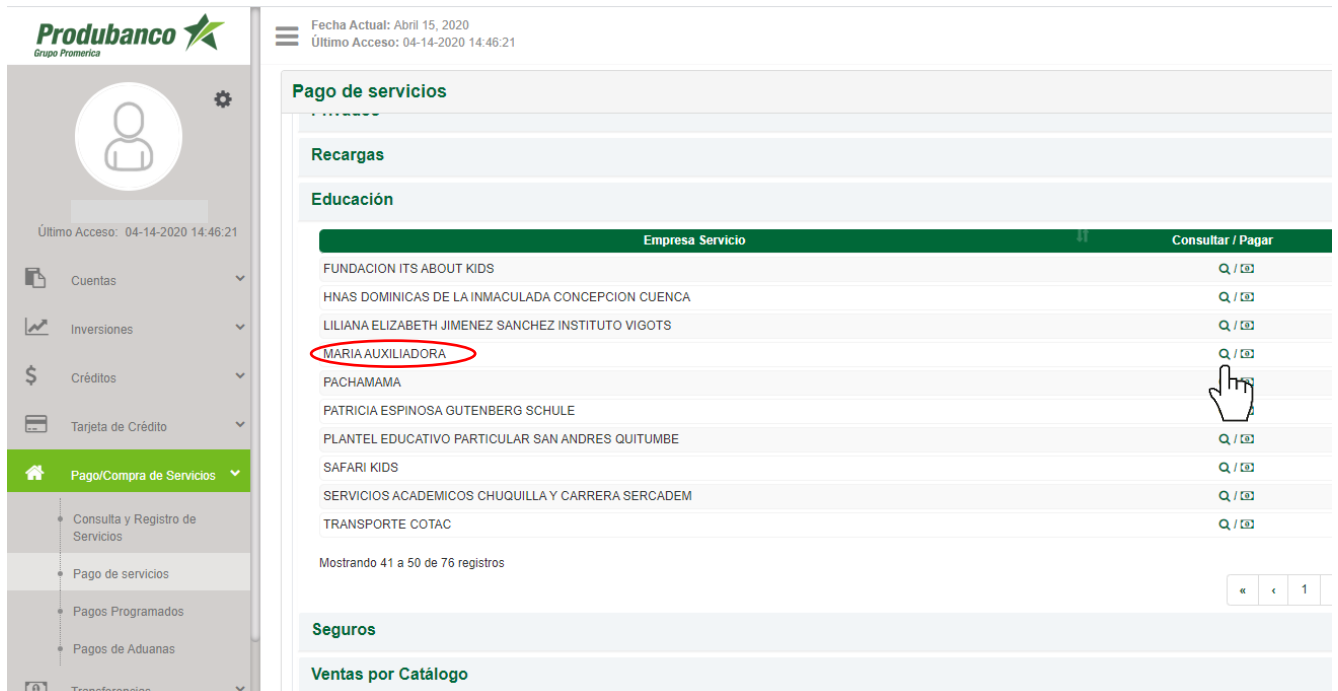 Produbanco
Grupo Promerica
Fecha Actual: Abril 15, 2020
Último Acceso: 04-14-2020 14:46:21
Último Acceso: 04-14-2020 14:46:21
Cuentas
Inversiones
Créditos
Tarjeta de Crédito
Pago/Compra de Servicios
Consulta y Registro de
Servicios
Pago de servicios
Pagos Programados
Pagos de Aduanas
Pago de servicios
Recargas
Educación
Empresa Servicio Consultar / Pagar
FUNDACION ITS ABOUT KIDS /
HNAS DOMINICAS DE LA INMACULADA CONCEPCION CUENCA /
LILIANA ELIZABETH JIMENEZ SANCHEZ INSTITUTO VIGOTS /
MARIA AUXILIADORA /
PACHAMAMA
PATRICIA ESPINOSA GUTENBERG SCHULE
PLANTEL EDUCATIVO PARTICULAR SAN ANDRES QUITUMBE /
SAFARI KIDS /
SERVICIOS ACADEMICOS CHUQUILLA Y CARRERA SERCADEM /
TRANSPORTE COTAC /
Mostrando 41 a 50 de 76 registros
« ‹ 1
Seguros
Ventas por Catálogo